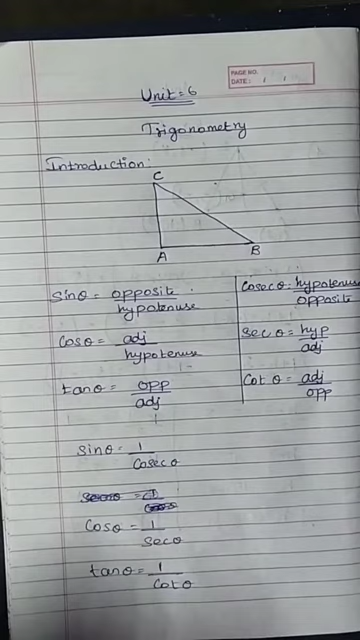 PAGE NO.
DATE: / /
Unit = 6
Trigonometry
Introduction:
C
A B
sinθ = opposite/hypotenuse
cosecθ = hypotenuse/opposite
cosθ = adj/hypotenuse
secθ = hyp/adj
tanθ = opp/adj
cotθ = adj/opp
sinθ = 1/cosecθ
cosθ = 1/secθ
tanθ = 1/cotθ